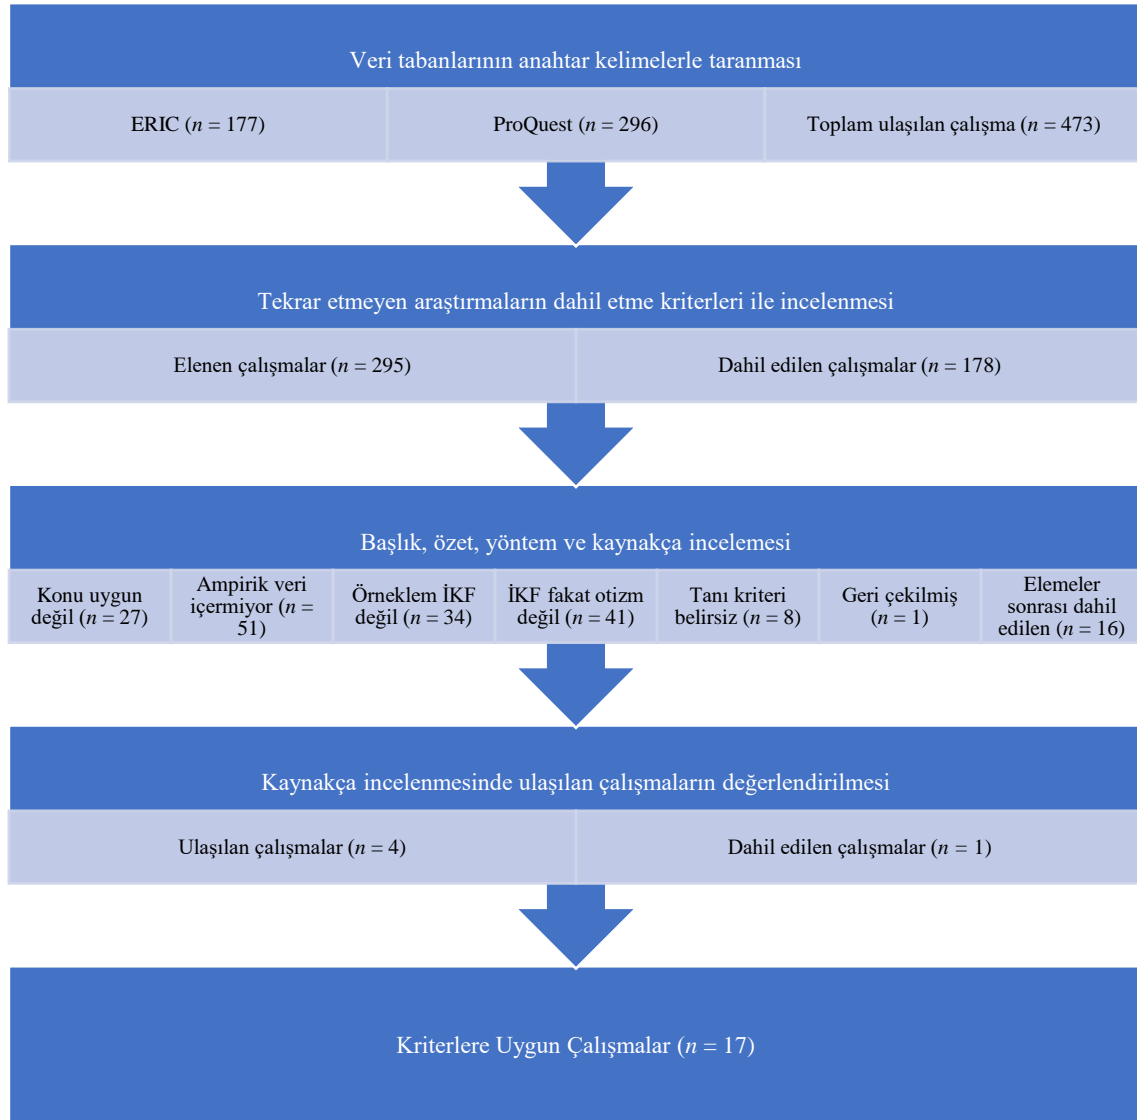 Veri tabanlarının anahtar kelimelerle taranması
ERIC (n = 177)
ProQuest (n = 296)
Toplam ulaşılan çalışma (n = 473)
Tekrar etmeyen araştırmaların dahil etme kriterleri ile incelenmesi
Elenen çalışmalar (n = 295)
Dahil edilen çalışmalar (n = 178)
Başlık, özet, yöntem ve kaynakça incelemesi
Konu uygun
değil (n = 27)
Ampirik veri
içermiyor (n =
51)
Örneklem İKF
değil (n = 34)
İKF fakat otizm
değil (n = 41)
Tanı kriteri
belirsiz (n = 8)
Geri çekilmiş
(n = 1)
Elemeler
sonrası dahil
edilen (n = 16)
Kaynakça incelenmesinde ulaşılan çalışmaların değerlendirilmesi
Ulaşılan çalışmalar (n = 4)
Dahil edilen çalışmalar (n = 1)
Kriterlere Uygun Çalışmalar (n = 17)